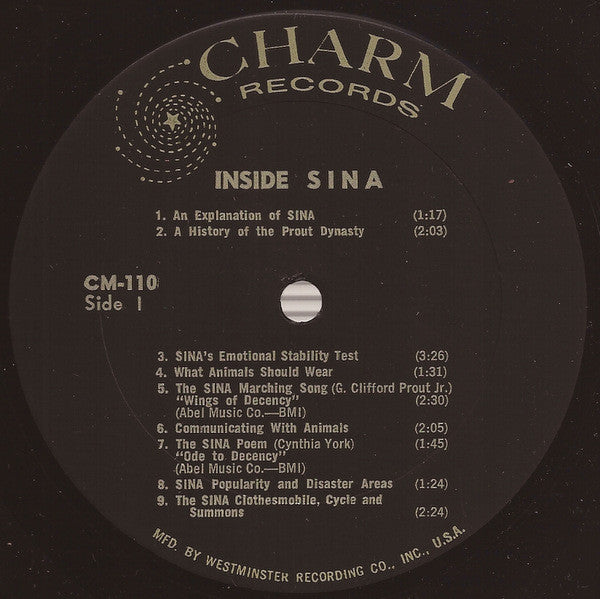 CHARM
RECORDS
INSIDE SINA
1. An Explanation of SINA (1:17)
2. A History of the Prout Dynasty (2:03)
CM-110
Side 1
3. SINA's Emotional Stability Test (3:26)
4. What Animals Should Wear (1:31)
5. The SINA Marching Song (G. Clifford Prout Jr.)
"Wings of Decency" (2:30)
(Abel Music Co.—BMI)
6. Communicating With Animals (2:05)
7. The SINA Poem (Cynthia York) (1:45)
"Ode to Decency"
(Abel Music Co.—BMI)
8. SINA Popularity and Disaster Areas (1:24)
9. The SINA Clothesmobile, Cycle and
Summons (2:24)
MFD. BY WESTMINSTER RECORDING CO., INC., U.S.A.